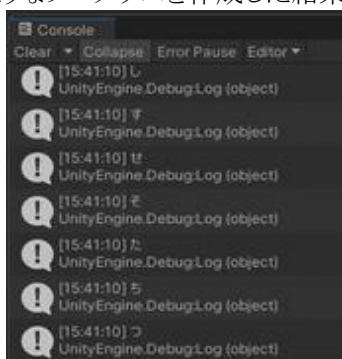 Console
Clear Collapse Error Pause Editor
[15:41:10] し
UnityEngine.Debug:Log (object)
[15:41:10] す
UnityEngine.Debug:Log (object)
[15:41:10] せ
UnityEngine.Debug:Log (object)
[15:41:10] そ
UnityEngine.Debug:Log (object)
[15:41:10] た
UnityEngine.Debug:Log (object)
[15:41:10] ち
UnityEngine.Debug:Log (object)
[15:41:10] つ
UnityEngine.Debug:Log (object)